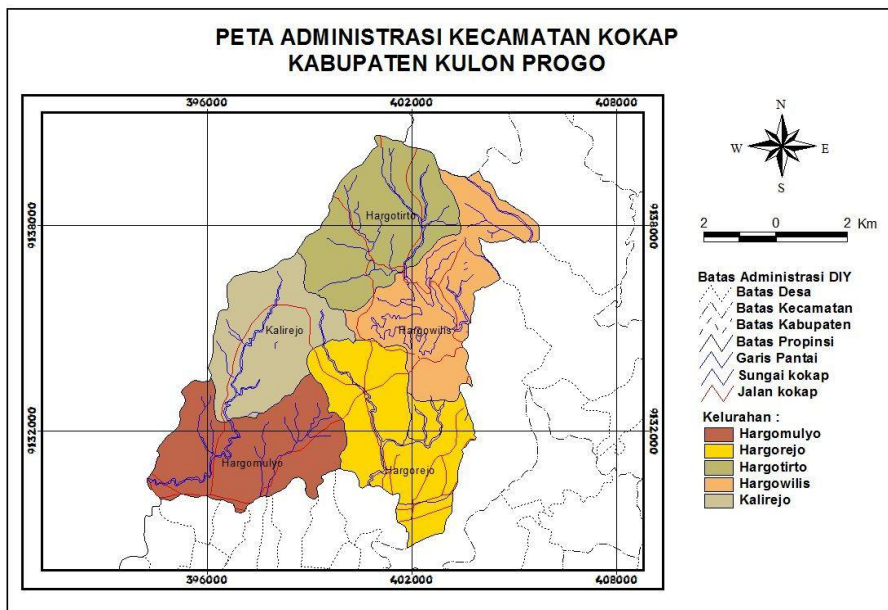 PETA ADMINISTRASI KECAMATAN KOKAP
KABUPATEN KULON PROGO
396000
402000
408000
N
W
E
S
9138000
9138000
2
0
2
Km
Hargotirto
Kalirejo
Hargowilis
Batas Administrasi DIY
Batas Desa
Batas Kecamatan
Batas Kabupaten
Batas Propinsi
Garis Pantai
Sungai kokap
Jalan kokap
9132000
9132000
Hargomulyo
Hargorejo
Kelurahan :
Hargomulyo
Hargorejo
Hargotirto
Hargowilis
Kalirejo
396000
402000
408000